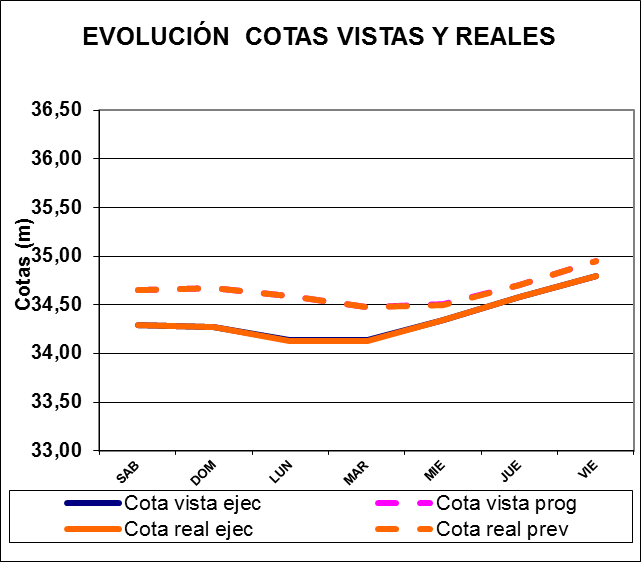 EVOLUCIÓN  COTAS VISTAS Y REALES
36,50
36,00
35,50
35,00
34,50
34,00
33,50
33,00
Cotas (m)
SAB DOM LUN MAR MIE JUE VIE
Cota vista ejec Cota vista prog
Cota real ejec Cota real prev